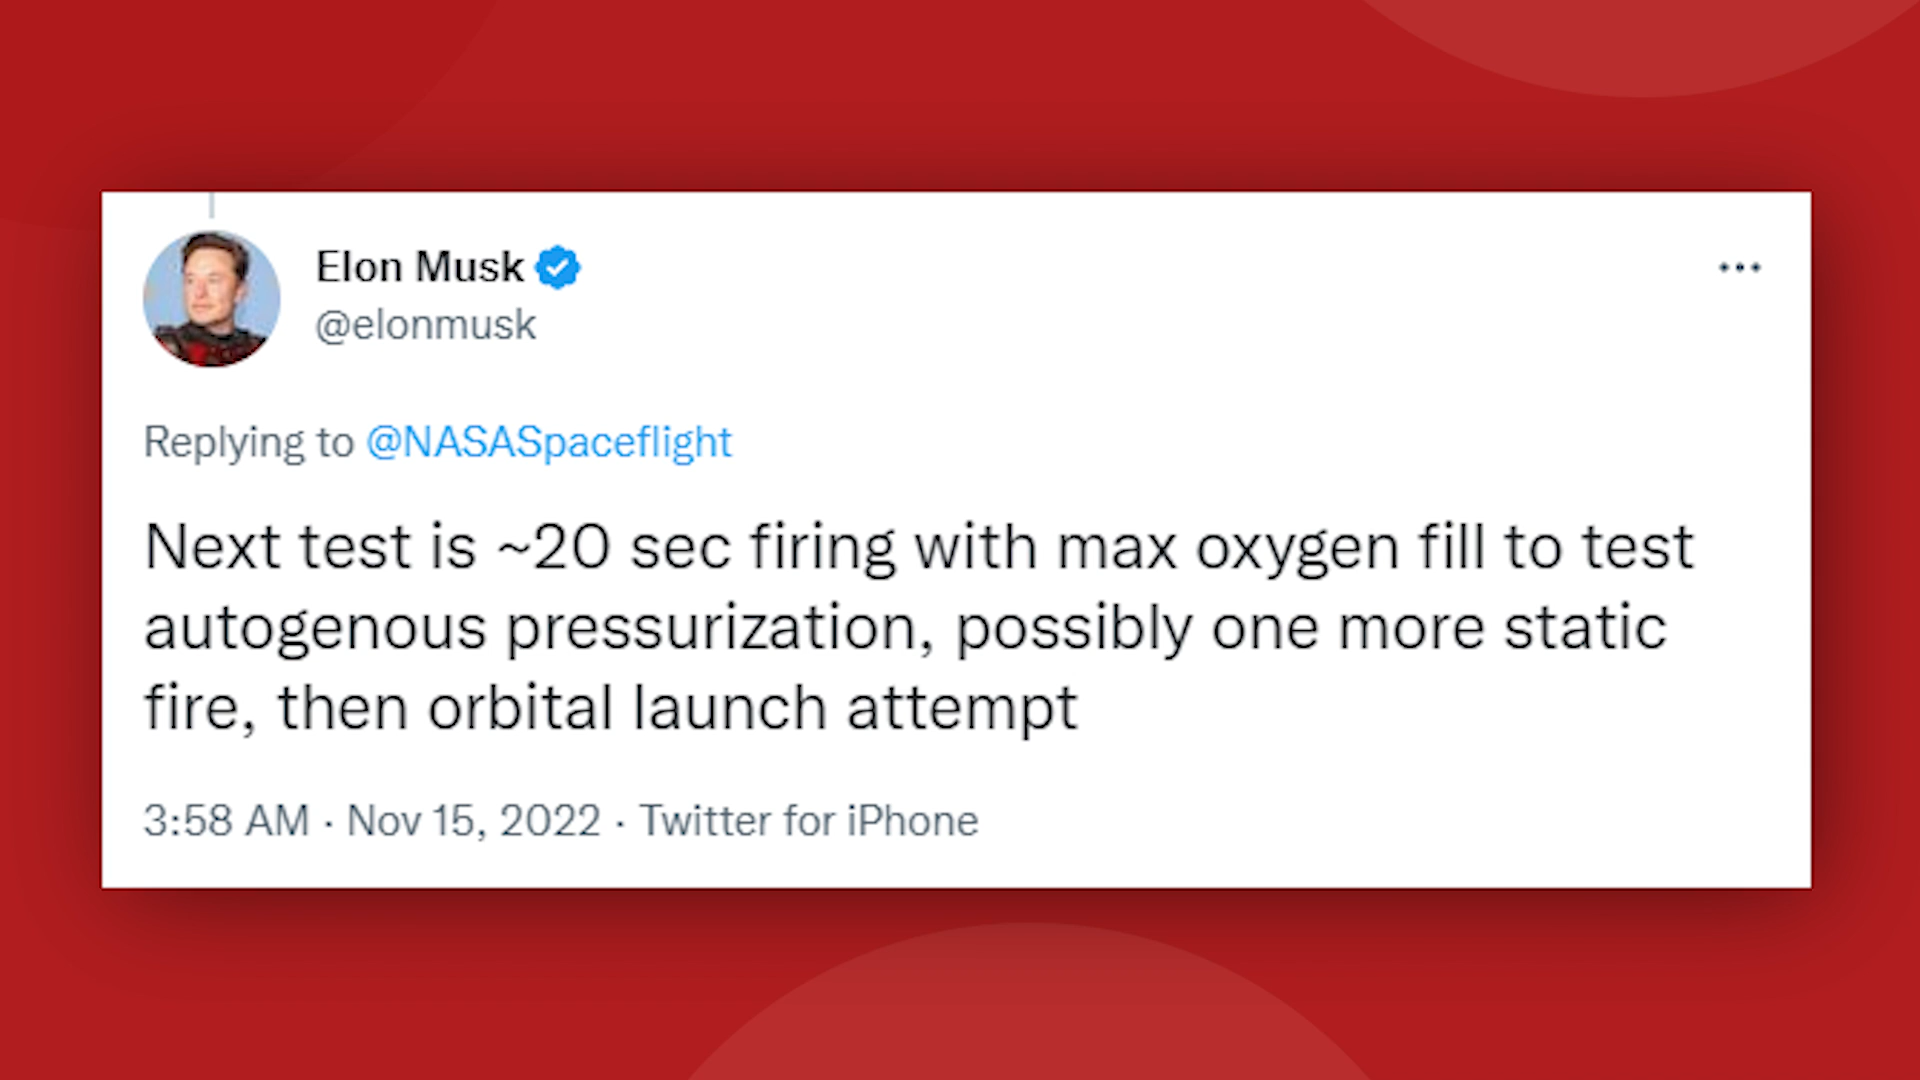 Elon Musk
@elonmusk
Replying to @NASASpaceflight
Next test is ~20 sec firing with max oxygen fill to test
autogenous pressurization, possibly one more static
fire, then orbital launch attempt
3:58 AM · Nov 15, 2022 · Twitter for iPhone